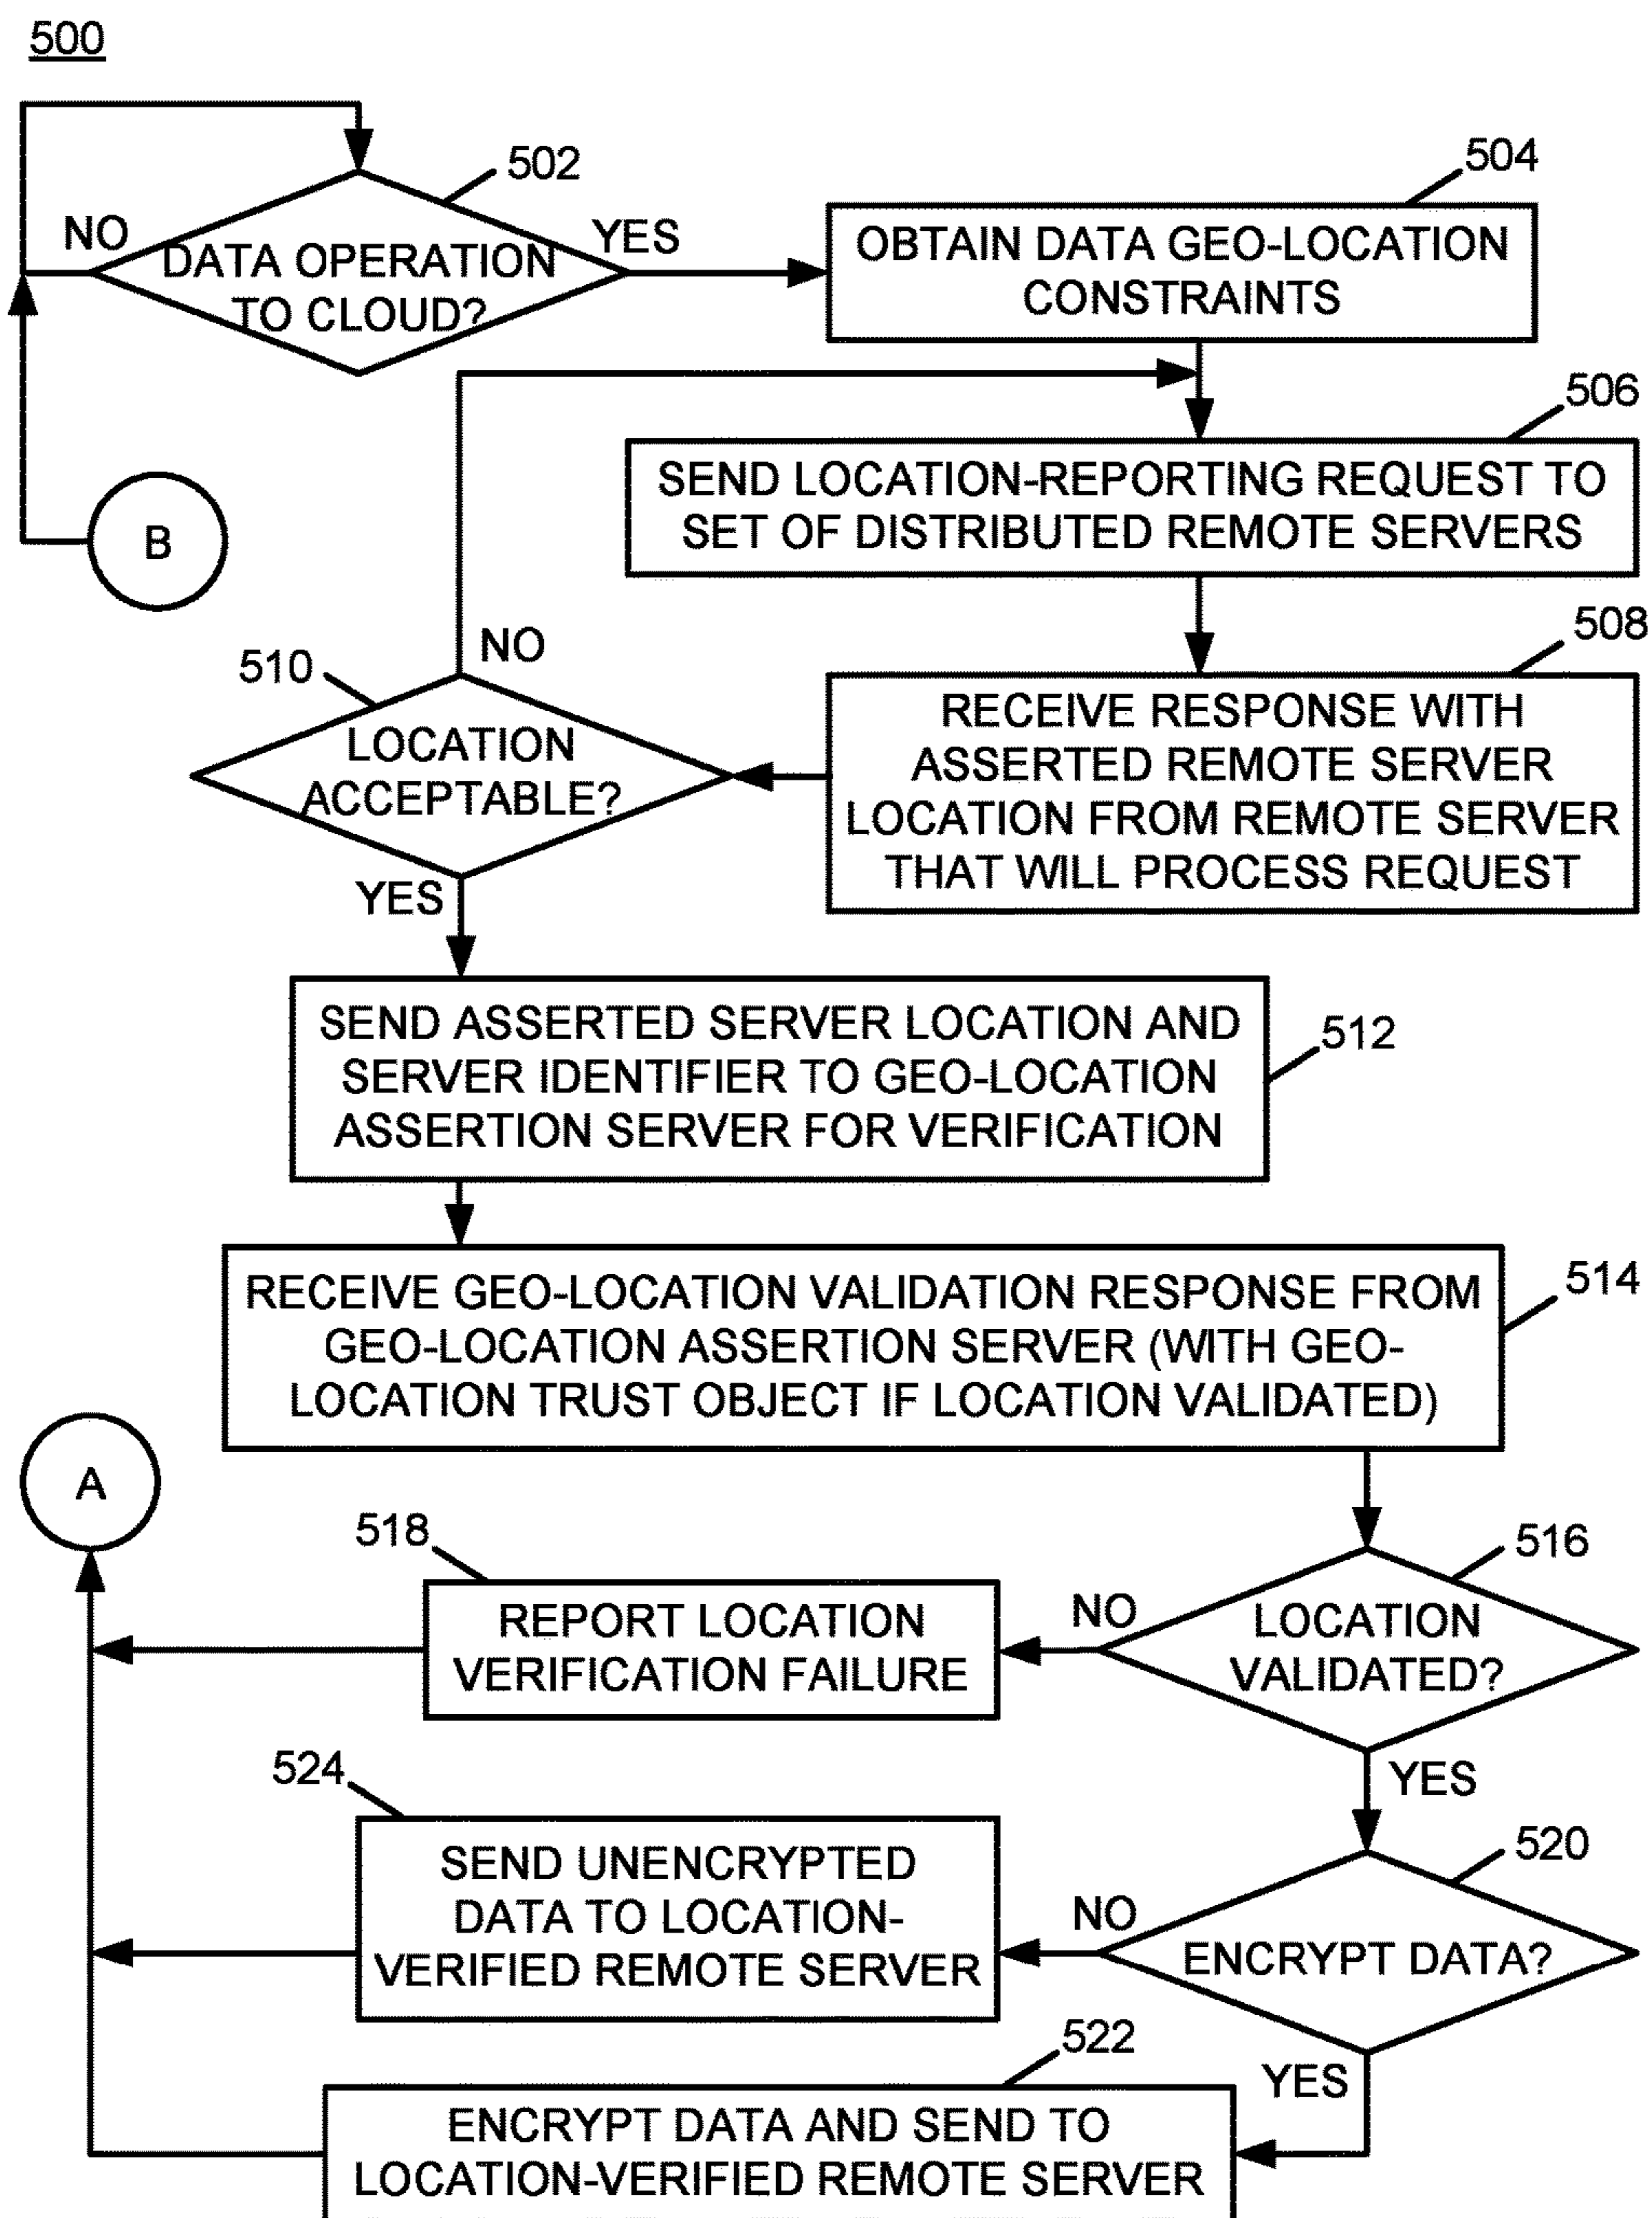 500
502
NO
YES
DATA OPERATION
TO CLOUD?
504
OBTAIN DATA GEO-LOCATION
CONSTRAINTS
506
SEND LOCATION-REPORTING REQUEST TO
SET OF DISTRIBUTED REMOTE SERVERS
B
508
RECEIVE RESPONSE WITH
ASSERTED REMOTE SERVER
LOCATION FROM REMOTE SERVER
THAT WILL PROCESS REQUEST
510
NO
LOCATION
ACCEPTABLE?
YES
SEND ASSERTED SERVER LOCATION AND
SERVER IDENTIFIER TO GEO-LOCATION
ASSERTION SERVER FOR VERIFICATION
512
RECEIVE GEO-LOCATION VALIDATION RESPONSE FROM
GEO-LOCATION ASSERTION SERVER (WITH GEO-
LOCATION TRUST OBJECT IF LOCATION VALIDATED)
514
A
516
LOCATION
VALIDATED?
NO
518
REPORT LOCATION
VERIFICATION FAILURE
YES
520
ENCRYPT DATA?
NO
524
SEND UNENCRYPTED
DATA TO LOCATION-
VERIFIED REMOTE SERVER
YES
522
ENCRYPT DATA AND SEND TO
LOCATION-VERIFIED REMOTE SERVER